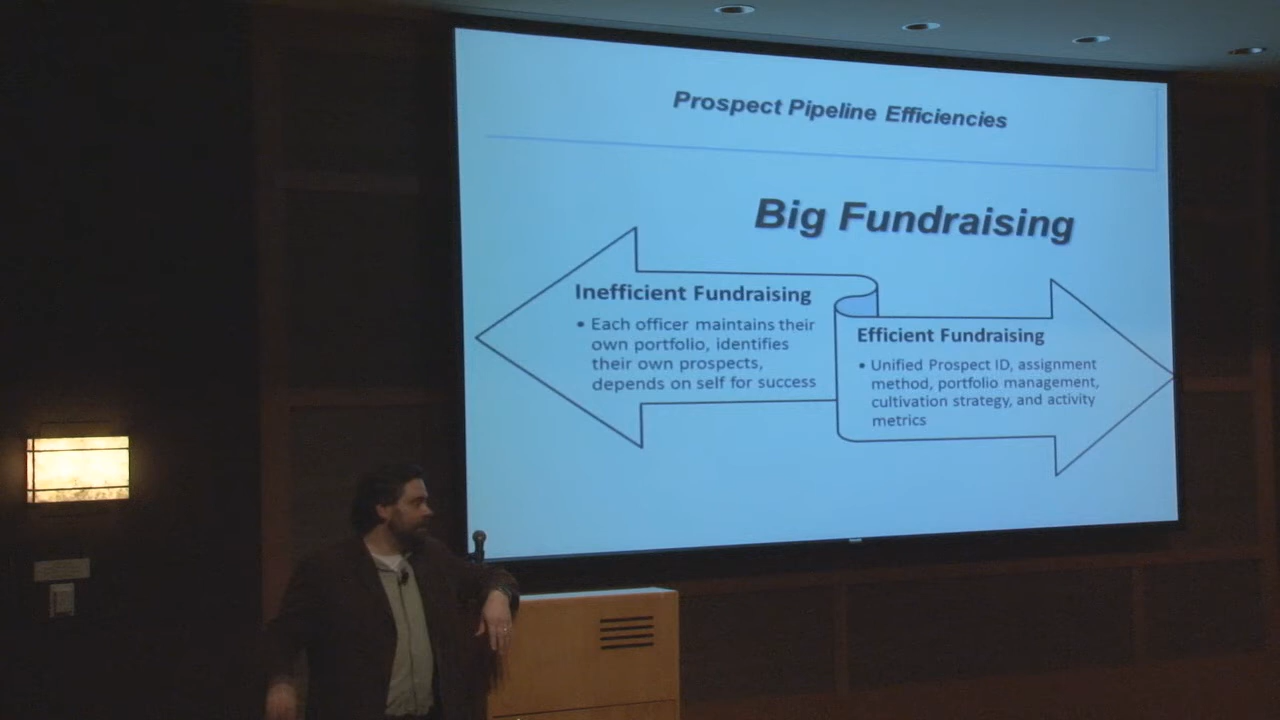 Prospect Pipeline Efficiencies
Big Fundraising
Inefficient Fundraising
• Each officer maintains their
own portfolio, identifies
their own prospects,
depends on self for success
Efficient Fundraising
• Unified Prospect ID, assignment
method, portfolio management,
cultivation strategy, and activity
metrics